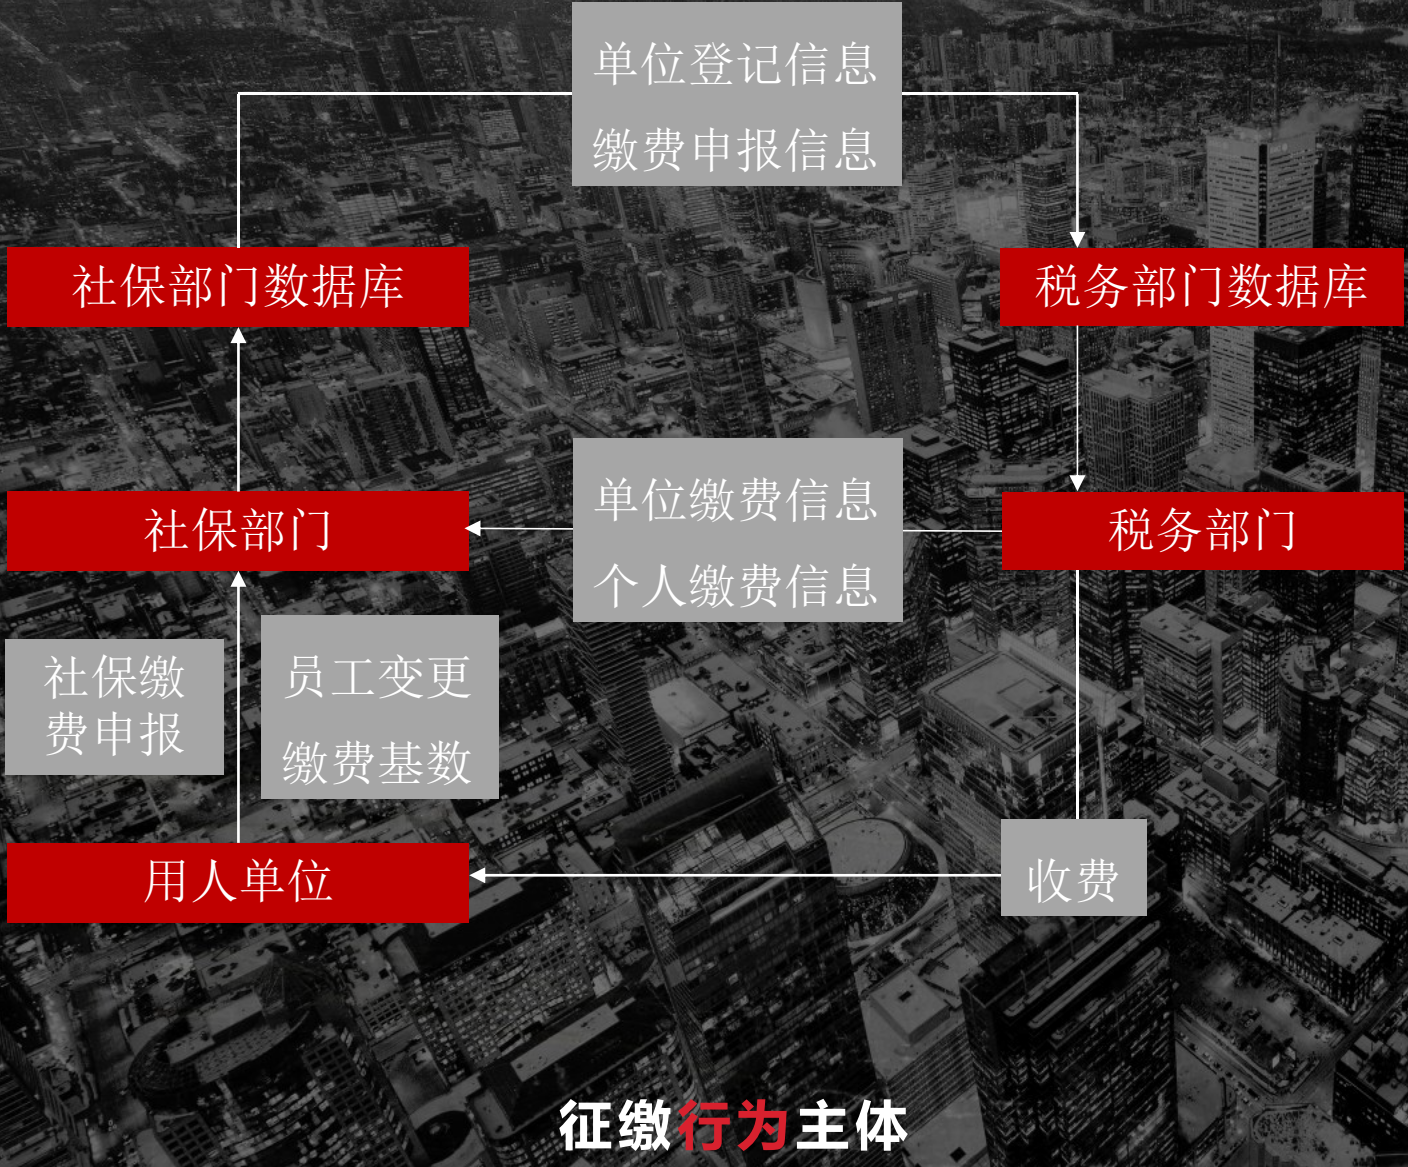 单位登记信息
缴费申报信息
社保部门数据库
税务部门数据库
单位缴费信息
个人缴费信息
社保部门
税务部门
社保缴
费申报
员工变更
缴费基数
用人单位
收费
征缴行为主体